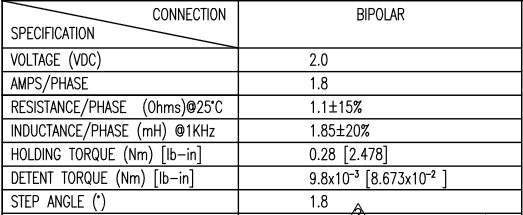 CONNECTION BIPOLAR
SPECIFICATION
VOLTAGE (VDC) 2.0
AMPS/PHASE 1.8
RESISTANCE/PHASE (Ohms)@25°C 1.1±15%
INDUCTANCE/PHASE (mH) @1KHz 1.85±20%
HOLDING TORQUE (Nm) [lb-in] 0.28 [2.478]
DETENT TORQUE (Nm) [lb-in] 9.8x10⁻³ [8.673x10⁻² ]
STEP ANGLE (°) 1.8